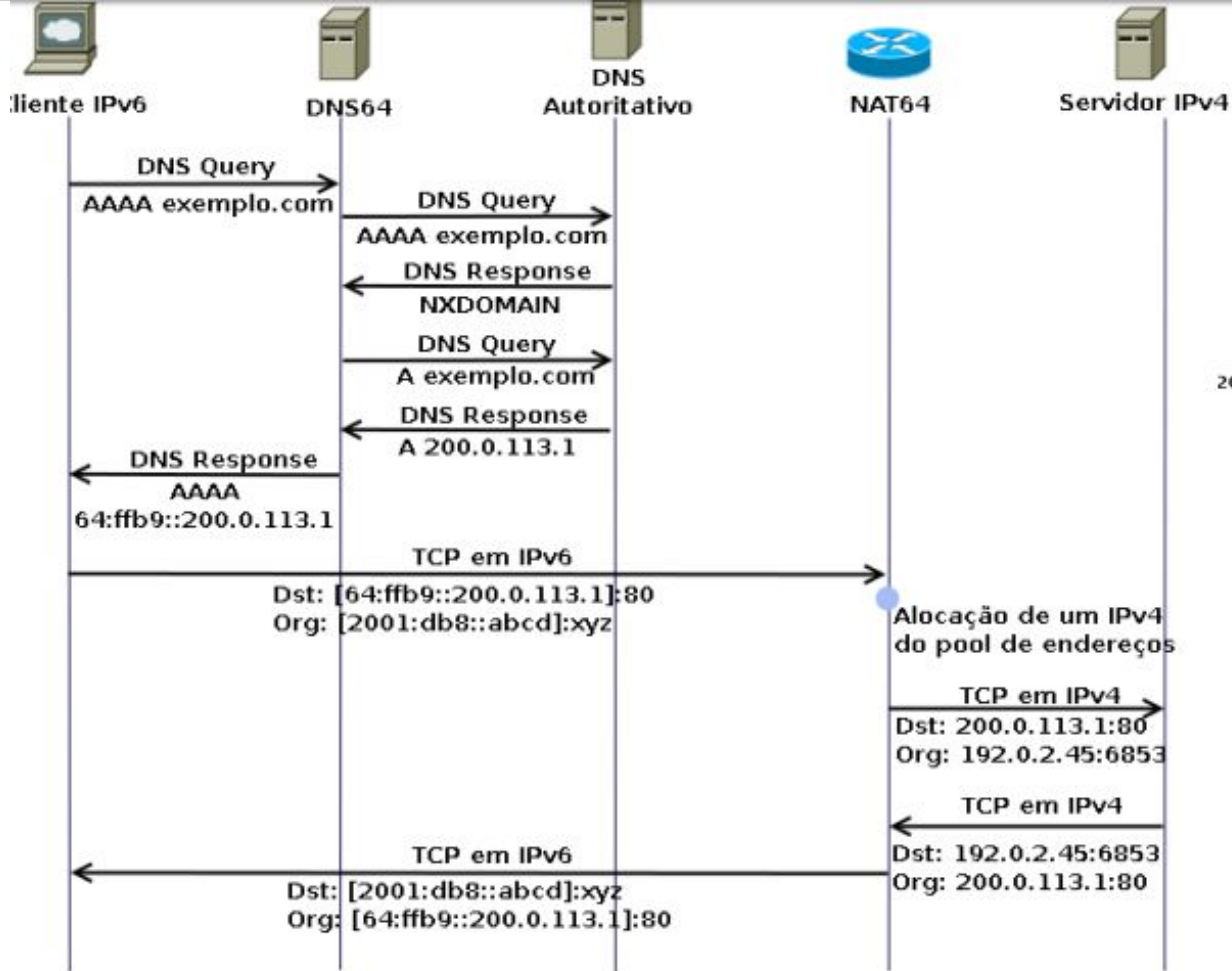 liente IPv6
DNS64
DNS
Autoritativo
NAT64
Servidor IPv4
DNS Query
AAAA exemplo.com
DNS Query
AAAA exemplo.com
DNS Response
NXDOMAIN
DNS Query
A exemplo.com
DNS Response
A 200.0.113.1
DNS Response
AAAA
64:ffb9::200.0.113.1
TCP em IPv6
Dst: [64:ffb9::200.0.113.1]:80
Org: [2001:db8::abcd]:xyz
Alocação de um IPv4
do pool de endereços
TCP em IPv4
Dst: 200.0.113.1:80
Org: 192.0.2.45:6853
TCP em IPv4
Dst: 192.0.2.45:6853
Org: 200.0.113.1:80
TCP em IPv6
Dst: [2001:db8::abcd]:xyz
Org: [64:ffb9::200.0.113.1]:80